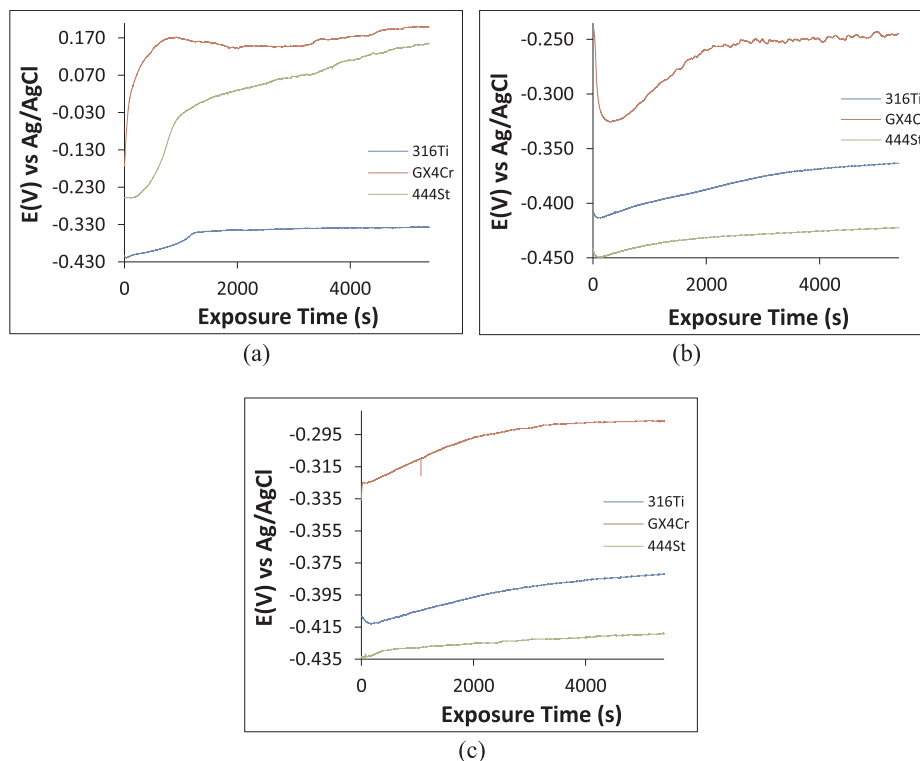 0.170
0.070
-0.030
-0.130
-0.230
-0.330
-0.430
E(V) vs Ag/AgCl
316Ti
GX4Cr
444St
0 2000 4000
Exposure Time (s)
(a)
-0.250
-0.300
-0.350
-0.400
-0.450
E(V) vs Ag/AgCl
316Ti
GX4Cr
444St
0 2000 4000
Exposure Time (s)
(b)
-0.295
-0.315
-0.335
-0.355
-0.375
-0.395
-0.415
-0.435
E(V) vs Ag/AgCl
316Ti
GX4Cr
444St
0 2000 4000
Exposure Time (s)
(c)